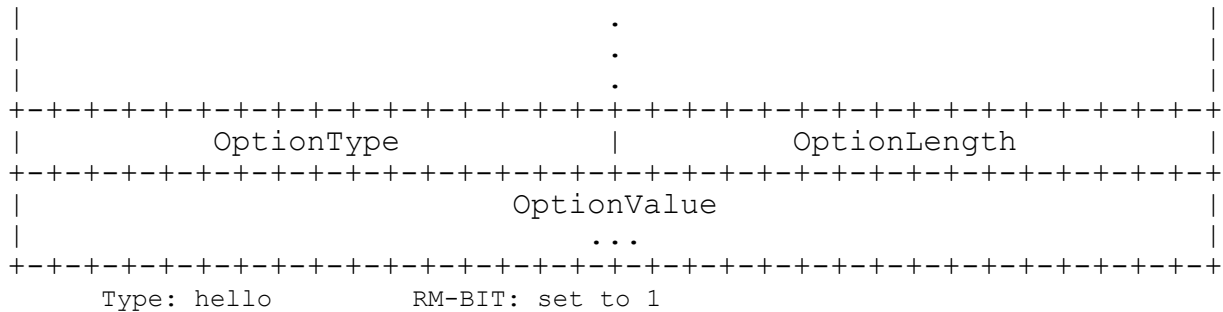 |                               .                               |
|                               .                               |
|                               .                               |
+-+-+-+-+-+-+-+-+-+-+-+-+-+-+-+-+-+-+-+-+-+-+-+-+-+-+-+-+-+-+-+-+
|          OptionType           |         OptionLength          |
+-+-+-+-+-+-+-+-+-+-+-+-+-+-+-+-+-+-+-+-+-+-+-+-+-+-+-+-+-+-+-+-+
|                          OptionValue                          |
|                              ...                              |
+-+-+-+-+-+-+-+-+-+-+-+-+-+-+-+-+-+-+-+-+-+-+-+-+-+-+-+-+-+-+-+-+
Type: hello          RM-BIT: set to 1